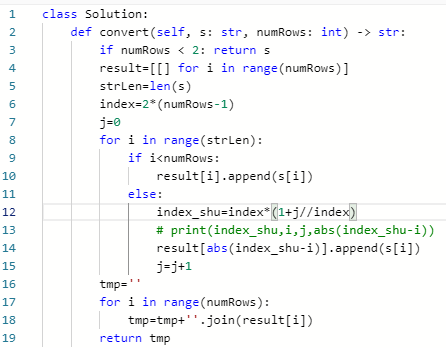 1 class Solution:
2     def convert(self, s: str, numRows: int) -> str:
3         if numRows < 2: return s
4         result=[[] for i in range(numRows)]
5         strLen=len(s)
6         index=2*(numRows-1)
7         j=0
8         for i in range(strLen):
9             if i<numRows:
10                 result[i].append(s[i])
11             else:
12                 index_shu=index*(1+j//index)
13                 # print(index_shu,i,j,abs(index_shu-i))
14                 result[abs(index_shu-i)].append(s[i])
15                 j=j+1
16         tmp=''
17         for i in range(numRows):
18             tmp=tmp+''.join(result[i])
19         return tmp